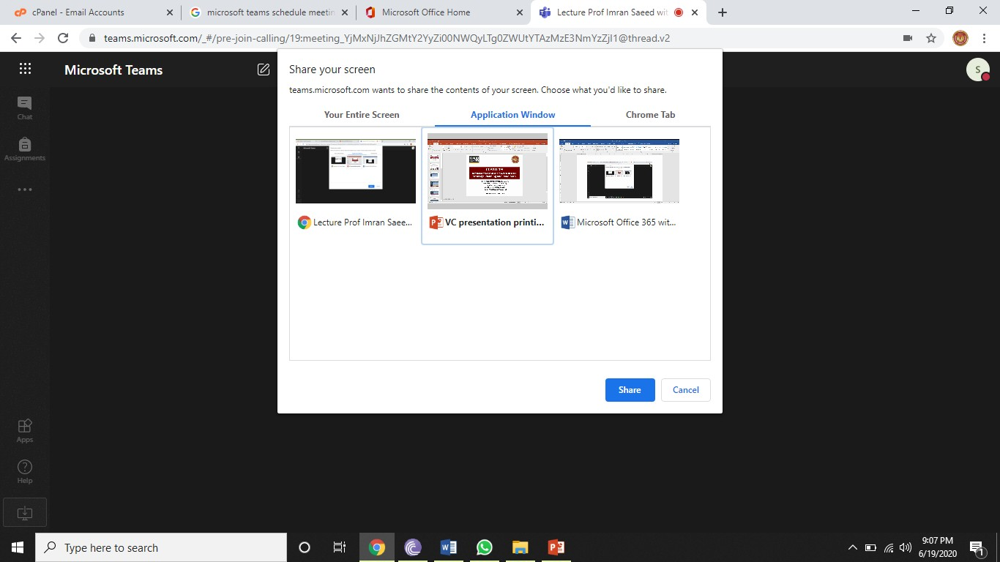 cPanel - Email Accounts
microsoft teams schedule meetin
Microsoft Office Home
Lecture Prof Imran Saeed wit
teams.microsoft.com/_#/pre-join-calling/19:meeting_YjMxNjJhZGMtY2YyZi00NWQyLTg0ZWUtYTAzMzE3NmYzZjI1@thread.v2
Microsoft Teams
S
Chat
Assignments
Apps
Help
Share your screen
teams.microsoft.com wants to share the contents of your screen. Choose what you'd like to share.
Your Entire Screen
Application Window
Chrome Tab
Lecture Prof Imran Saee...
VC presentation printi...
Microsoft Office 365 wit...
Share
Cancel
Type here to search
9:07 PM
6/19/2020
1